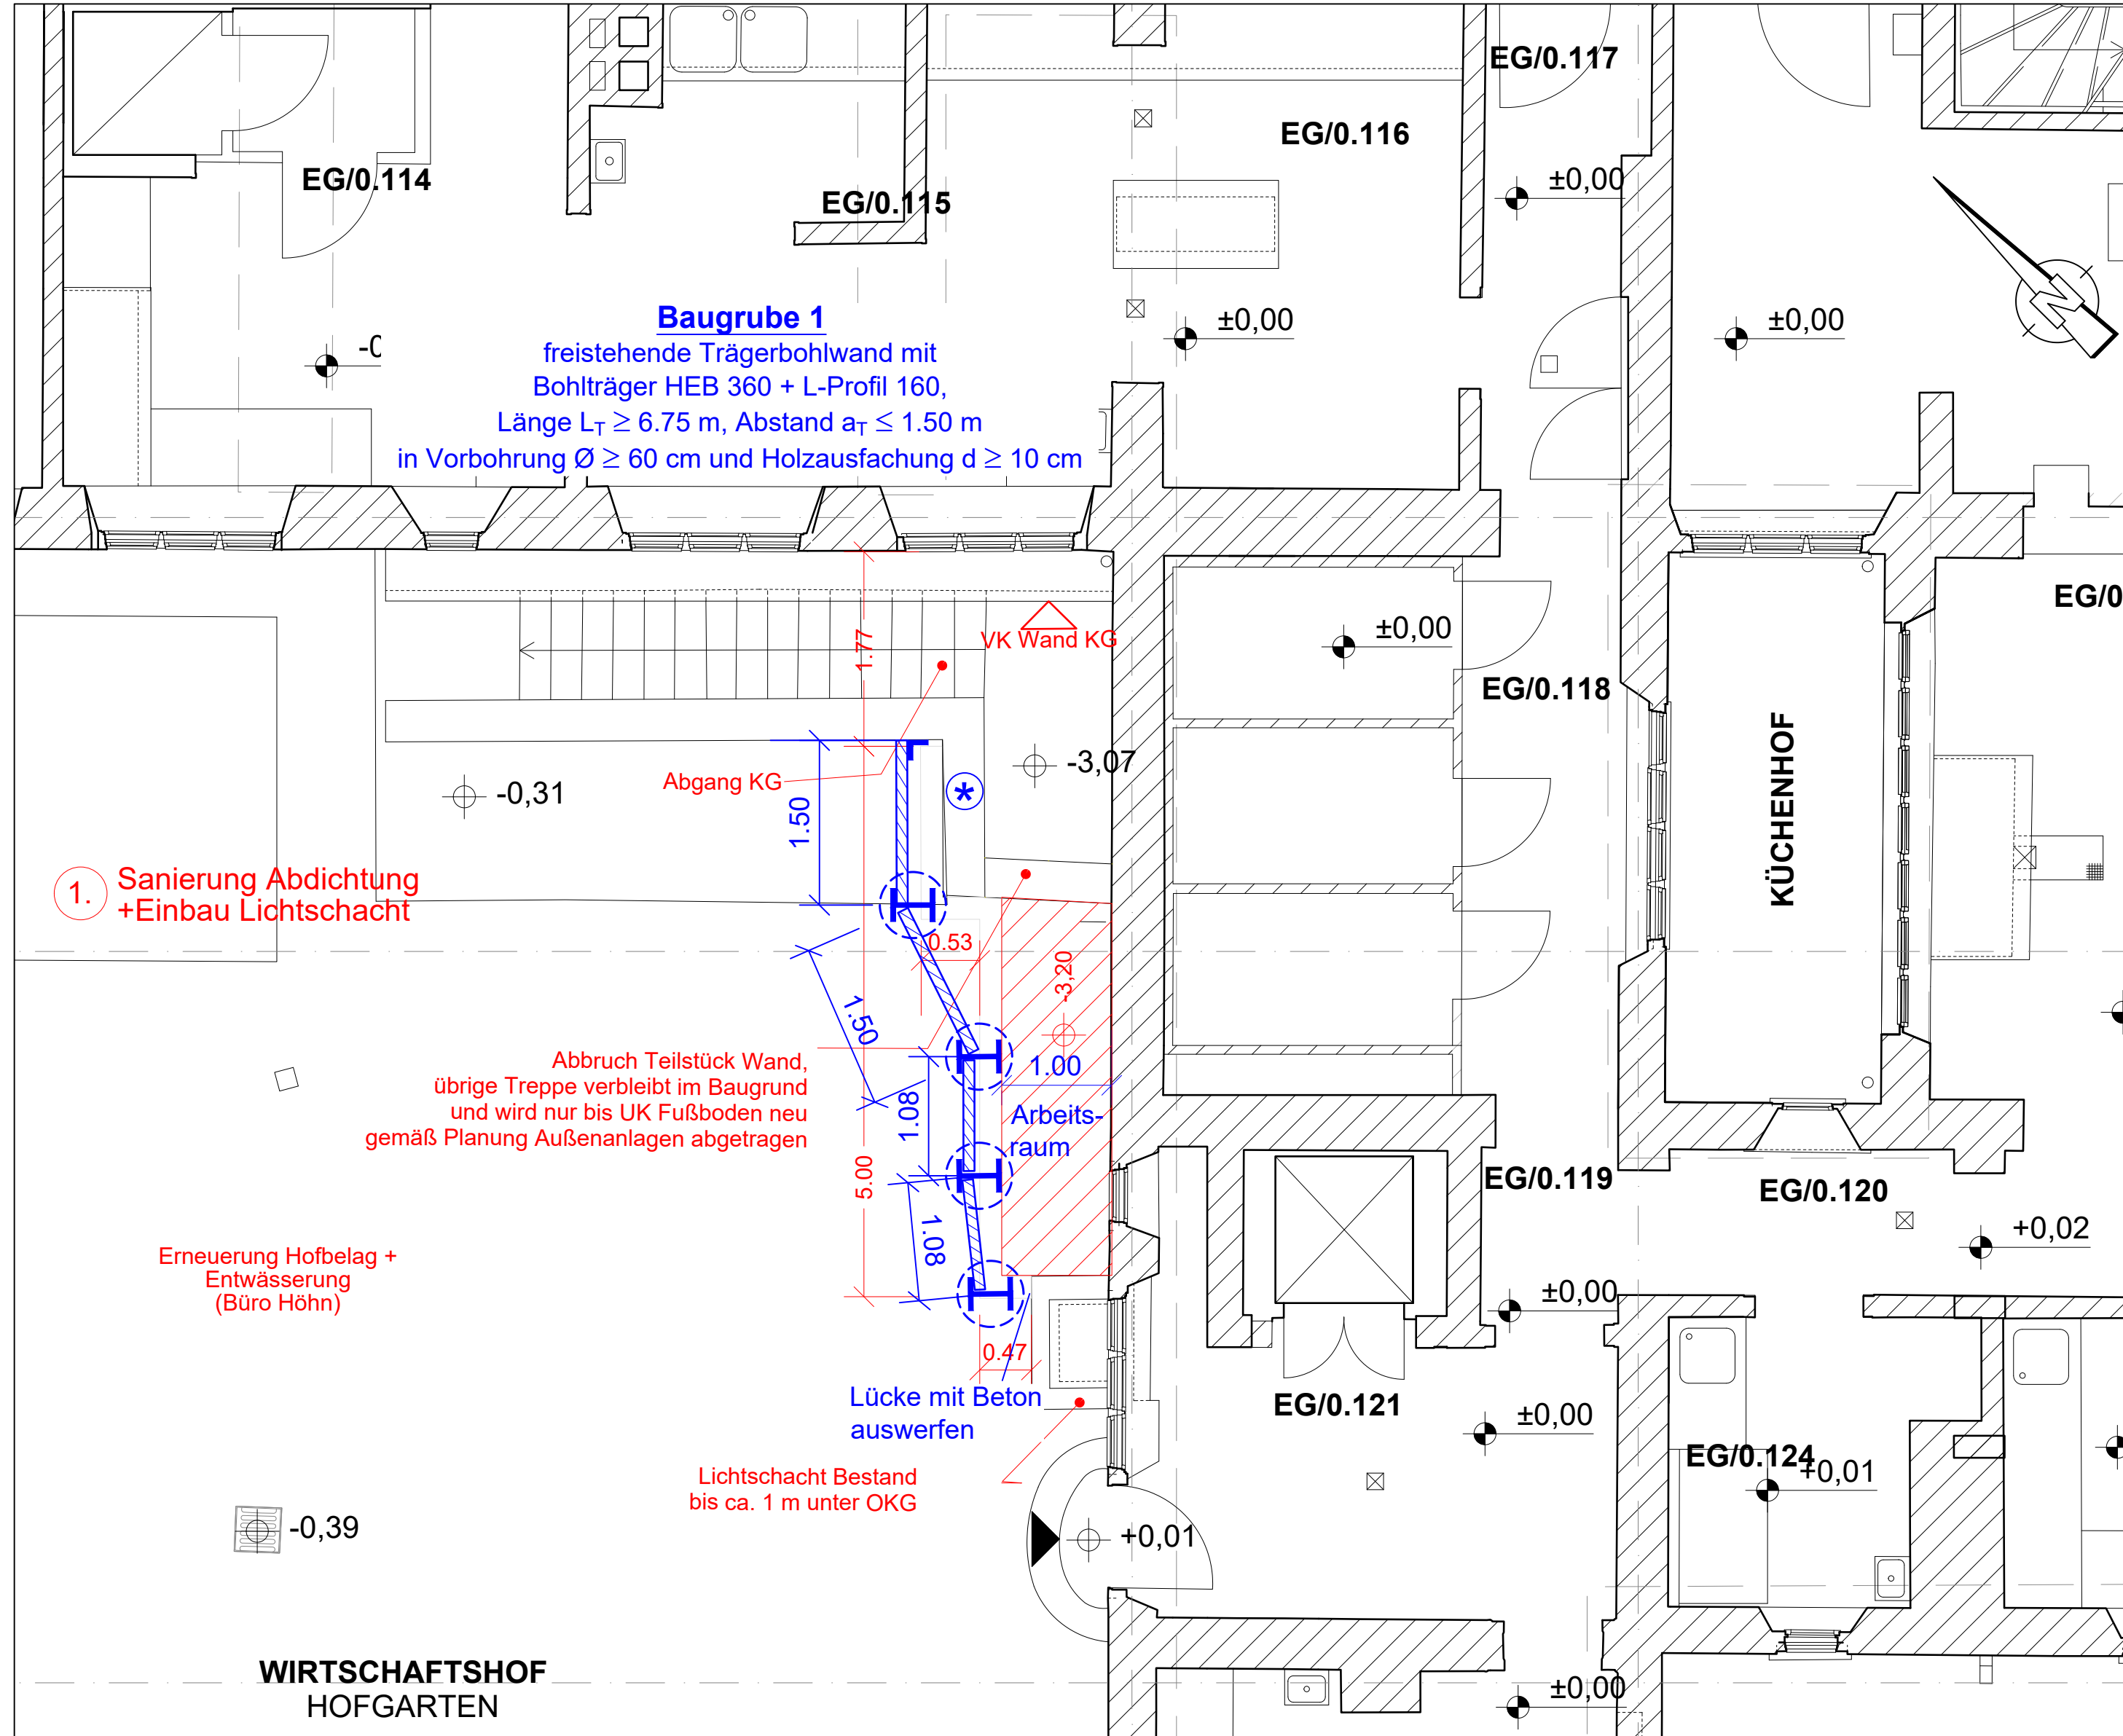 EG/0.117
EG/0.116
EG/0.114
EG/0.115
±0,00
±0,00
±0,00
Baugrube 1
freistehende Trägerbohlwand mit
Bohlträger HEB 360 + L-Profil 160,
Länge LT ≥ 6.75 m, Abstand aT ≤ 1.50 m
in Vorbohrung Ø ≥ 60 cm und Holzausfachung d ≥ 10 cm
N
±0,00
1.77
VK Wand KG
EG/0.118
KÜCHENHOF
-3,07
Abgang KG
*
-0,31
1.50
1. Sanierung Abdichtung
+Einbau Lichtschacht
0.53
-3,20
1.50
1.00
Arbeits-
raum
1.08
Abbruch Teilstück Wand,
übrige Treppe verbleibt im Baugrund
und wird nur bis UK Fußboden neu
gemäß Planung Außenanlagen abgetragen
5.00
1.08
EG/0.119
EG/0.120
+0,02
Erneuerung Hofbelag +
Entwässerung
(Büro Höhn)
±0,00
0.47
Lücke mit Beton
auswerfen
EG/0.121
±0,00
EG/0.124
+0,01
Lichtschacht Bestand
bis ca. 1 m unter OKG
-0,39
+0,01
WIRTSCHAFTSHOF
HOFGARTEN
±0,00